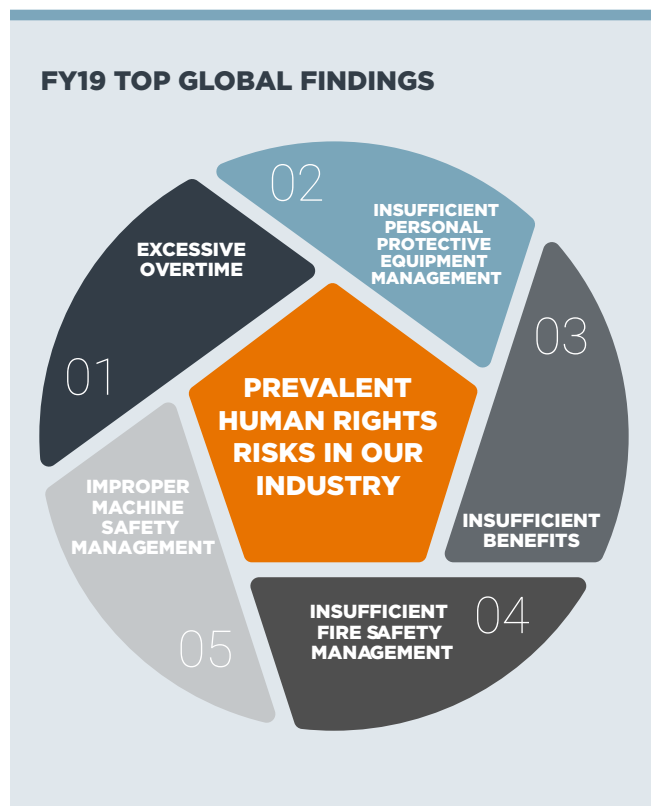 FY19 TOP GLOBAL FINDINGS
01
EXCESSIVE
OVERTIME
02
INSUFFICIENT
PERSONAL
PROTECTIVE
EQUIPMENT
MANAGEMENT
03
INSUFFICIENT
BENEFITS
04
INSUFFICIENT
FIRE SAFETY
MANAGEMENT
05
IMPROPER
MACHINE
SAFETY
MANAGEMENT
PREVALENT
HUMAN RIGHTS
RISKS IN OUR
INDUSTRY